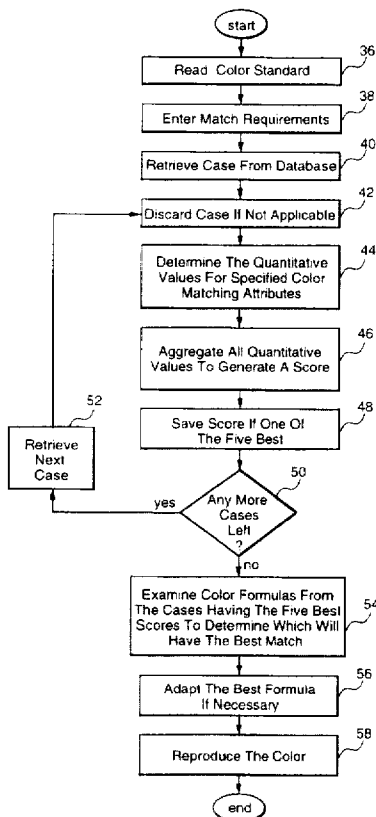 start
36
Read Color Standard
38
Enter Match Requirements
40
Retrieve Case From Database
42
Discard Case If Not Applicable
44
Determine The Quantitative
Values For Specified Color
Matching Attributes
46
Aggregate All Quantitative
Values To Generate A Score
48
Save Score If One Of
The Five Best
52
Retrieve
Next
Case
50
Any More
Cases
Left
?
yes
no
Examine Color Formulas From
The Cases Having The Five Best
Scores To Determine Which Will
Have The Best Match
54
56
Adapt The Best Formula
If Necessary
58
Reproduce The Color
end